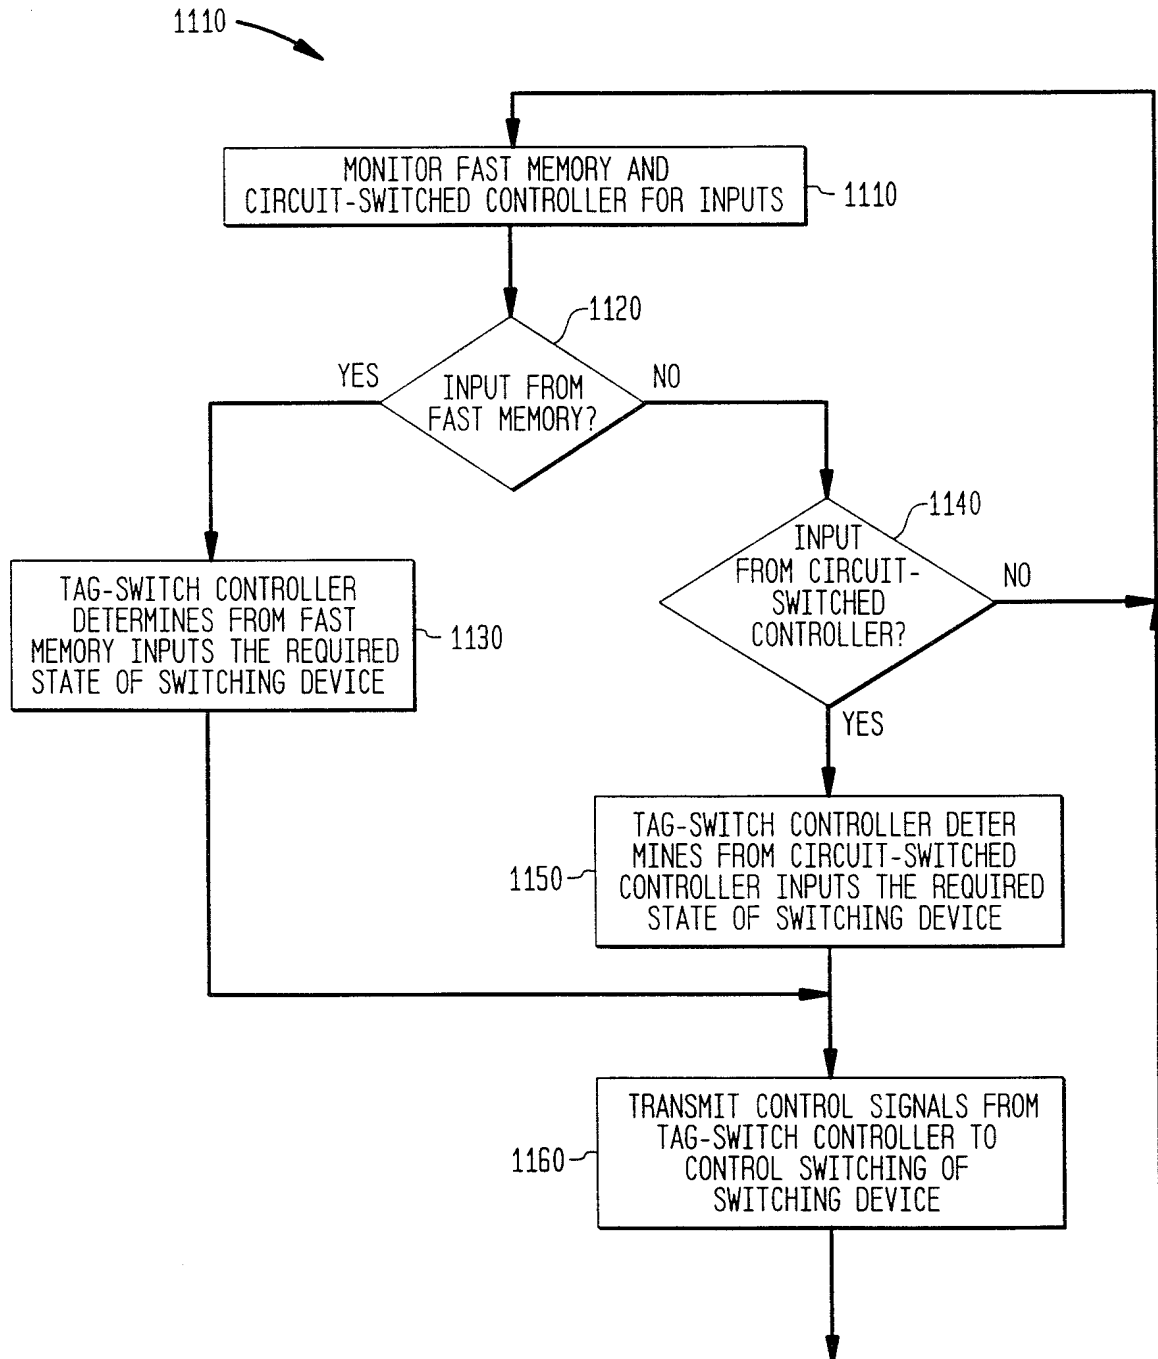 1110
MONITOR FAST MEMORY AND
CIRCUIT-SWITCHED CONTROLLER FOR INPUTS
1110
1120
YES
NO
INPUT FROM
FAST MEMORY?
1140
INPUT
FROM CIRCUIT-
SWITCHED
CONTROLLER?
NO
YES
TAG-SWITCH CONTROLLER
DETERMINES FROM FAST
MEMORY INPUTS THE REQUIRED
STATE OF SWITCHING DEVICE
1130
TAG-SWITCH CONTROLLER DETER
MINES FROM CIRCUIT-SWITCHED
CONTROLLER INPUTS THE REQUIRED
STATE OF SWITCHING DEVICE
1150
TRANSMIT CONTROL SIGNALS FROM
TAG-SWITCH CONTROLLER TO
CONTROL SWITCHING OF
SWITCHING DEVICE
1160